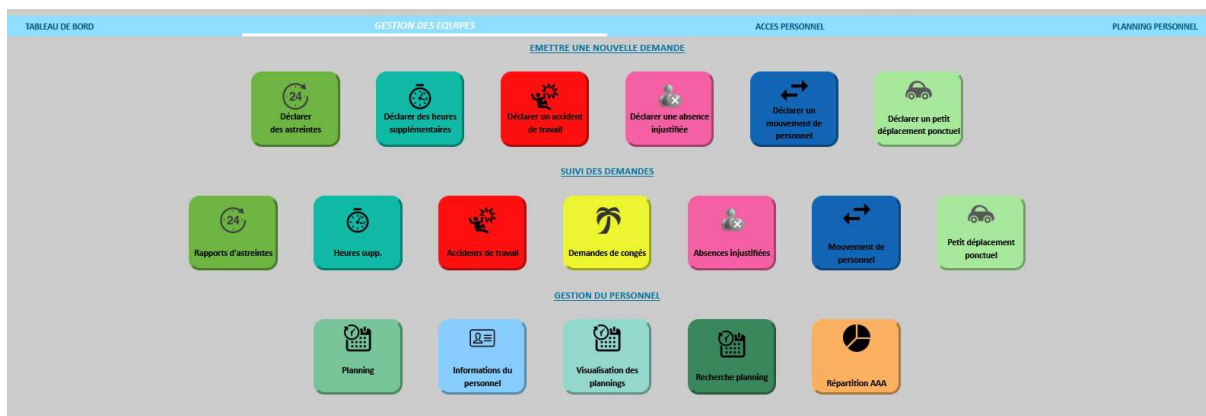 TABLEAU DE BORD GESTION DES EQUIPES ACCES PERSONNEL PLANNING PERSONNEL
EMETTRE UNE NOUVELLE DEMANDE
24
Déclarer
des astreintes
Déclarer des heures
supplémentaires
Déclarer un accident
de travail
Déclarer une absence
injustifiée
Déclarer un
mouvement de
personnel
Déclarer un petit
déplacement ponctuel
SUIVI DES DEMANDES
24
Rapports d'astreintes
Heures supp.
Accidents de travail
Demandes de congés
Absences injustifiées
Mouvement de
personnel
Petit déplacement
ponctuel
GESTION DU PERSONNEL
Planning
Informations du
personnel
Visualisation des
plannings
Recherche planning
Répartition AAA